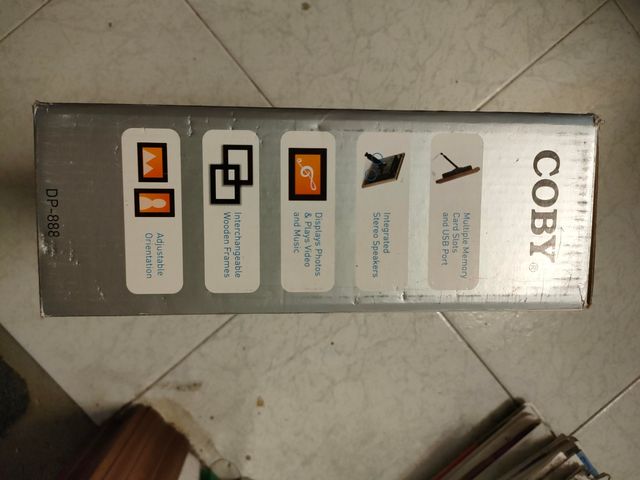 COBY®
Multiple Memory
Card Slots
and USB Port
Integrated
Stereo Speakers
Displays Photos
& Plays Video
and Music
Interchangeable
Wooden Frames
Adjustable
Orientation
DP-888